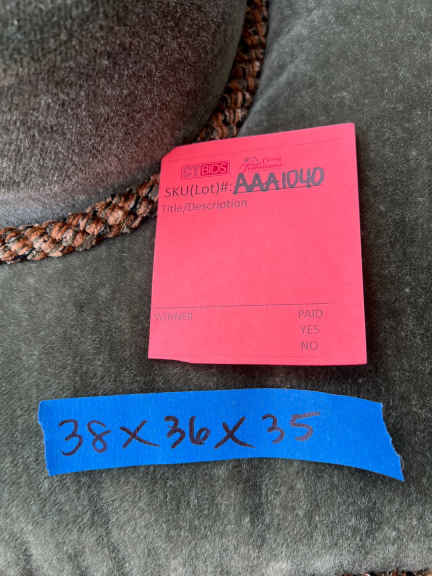 CTBIDS
SKU(Lot)#: AAA1040
Title/Description
WINNER
PAID
YES
NO
38 x 36 x 35